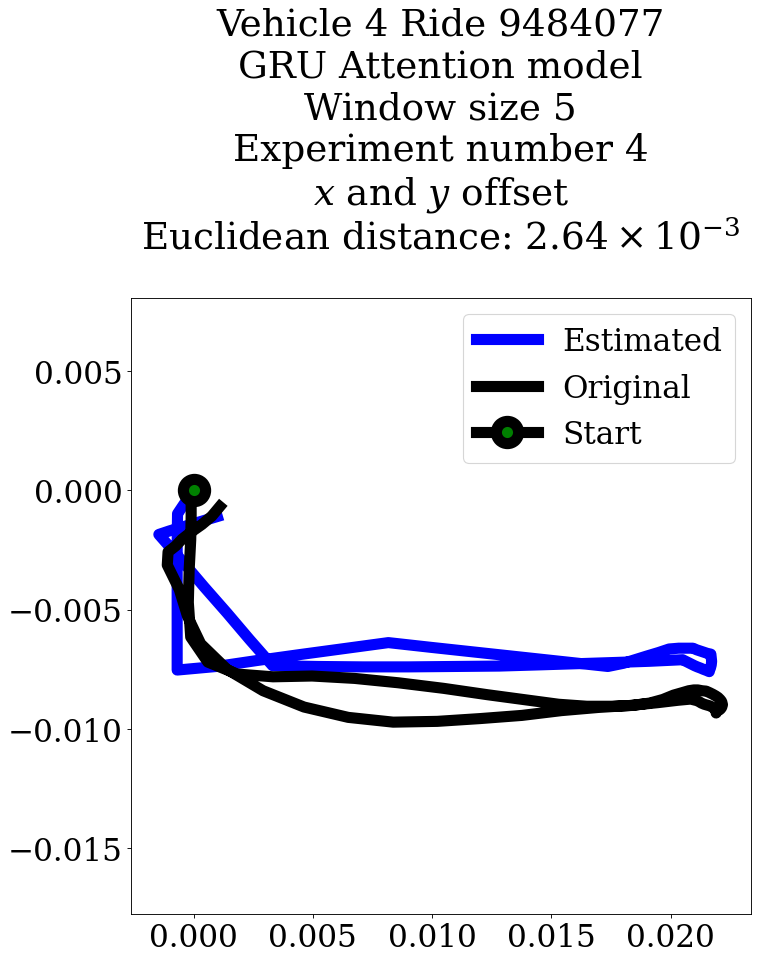 Vehicle 4 Ride 9484077
GRU Attention model
Window size 5
Experiment number 4
x and y offset
Euclidean distance: 2.64 × 10⁻³
Estimated
Original
Start
0.005
0.000
−0.005
−0.010
−0.015
0.000 0.005 0.010 0.015 0.020